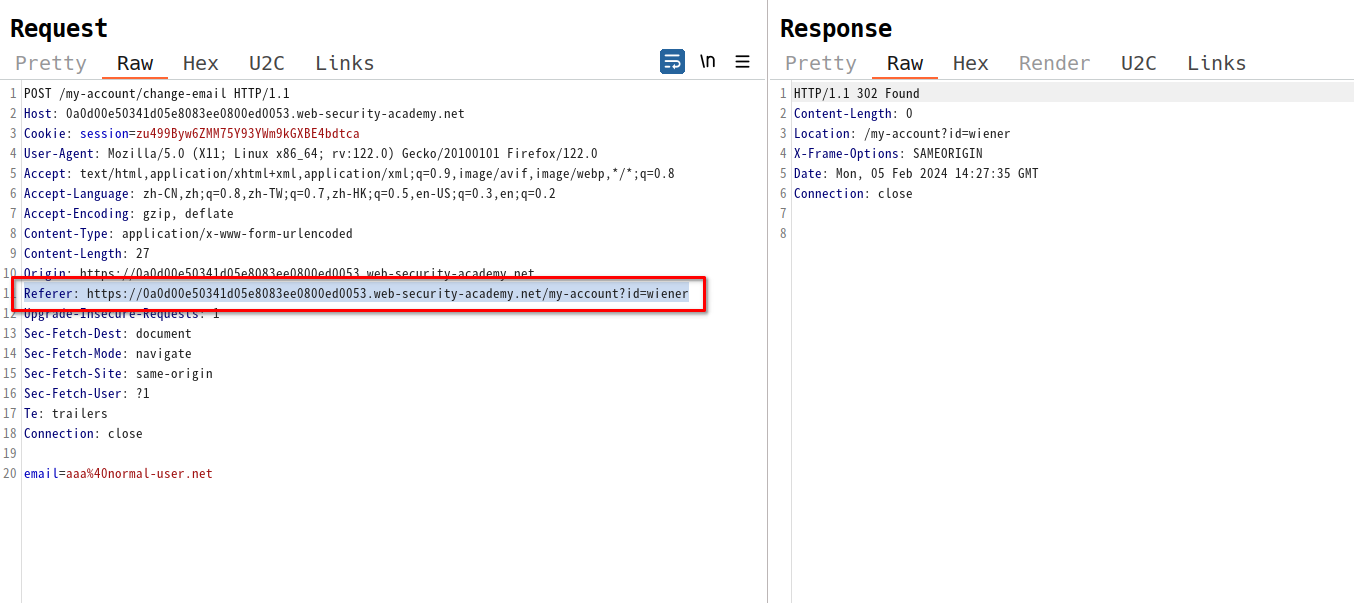 Request
Pretty Raw Hex U2C Links \n
1 POST /my-account/change-email HTTP/1.1
2 Host: 0a0d00e50341d05e8083ee0800ed0053.web-security-academy.net
3 Cookie: session=zu499Byw6ZMM75Y93YWm9kGXBE4bdtca
4 User-Agent: Mozilla/5.0 (X11; Linux x86_64; rv:122.0) Gecko/20100101 Firefox/122.0
5 Accept: text/html,application/xhtml+xml,application/xml;q=0.9,image/avif,image/webp,*/*;q=0.8
6 Accept-Language: zh-CN,zh;q=0.8,zh-TW;q=0.7,zh-HK;q=0.5,en-US;q=0.3,en;q=0.2
7 Accept-Encoding: gzip, deflate
8 Content-Type: application/x-www-form-urlencoded
9 Content-Length: 27
10 Origin: https://0a0d00e50341d05e8083ee0800ed0053.web-security-academy.net
11 Referer: https://0a0d00e50341d05e8083ee0800ed0053.web-security-academy.net/my-account?id=wiener
12 Upgrade-Insecure-Requests: 1
13 Sec-Fetch-Dest: document
14 Sec-Fetch-Mode: navigate
15 Sec-Fetch-Site: same-origin
16 Sec-Fetch-User: ?1
17 Te: trailers
18 Connection: close
19
20 email=aaa%40normal-user.net
Response
Pretty Raw Hex Render U2C Links
1 HTTP/1.1 302 Found
2 Content-Length: 0
3 Location: /my-account?id=wiener
4 X-Frame-Options: SAMEORIGIN
5 Date: Mon, 05 Feb 2024 14:27:35 GMT
6 Connection: close
7
8